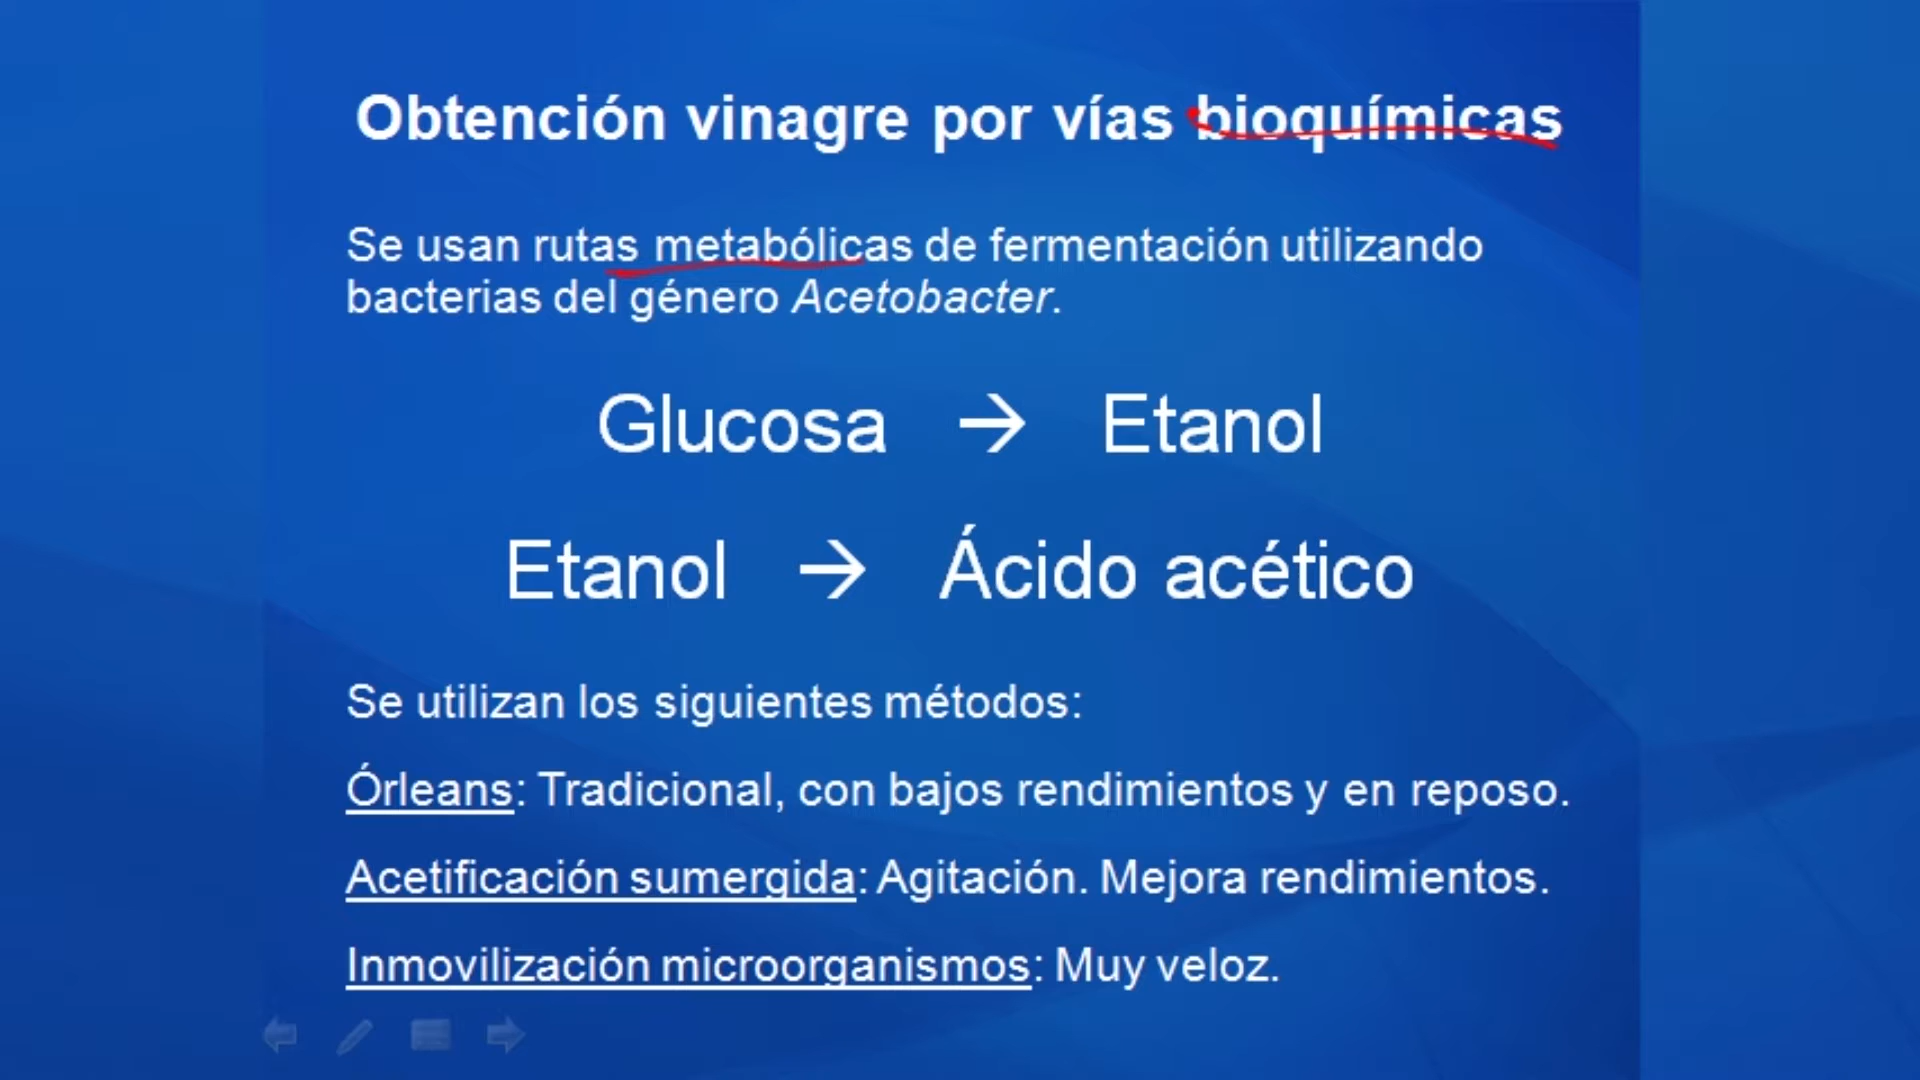 Obtención vinagre por vías bioquímicas
Se usan rutas metabólicas de fermentación utilizando
bacterias del género Acetobacter.
Glucosa → Etanol
Etanol → Ácido acético
Se utilizan los siguientes métodos:
Órleans: Tradicional, con bajos rendimientos y en reposo.
Acetificación sumergida: Agitación. Mejora rendimientos.
Inmovilización microorganismos: Muy veloz.